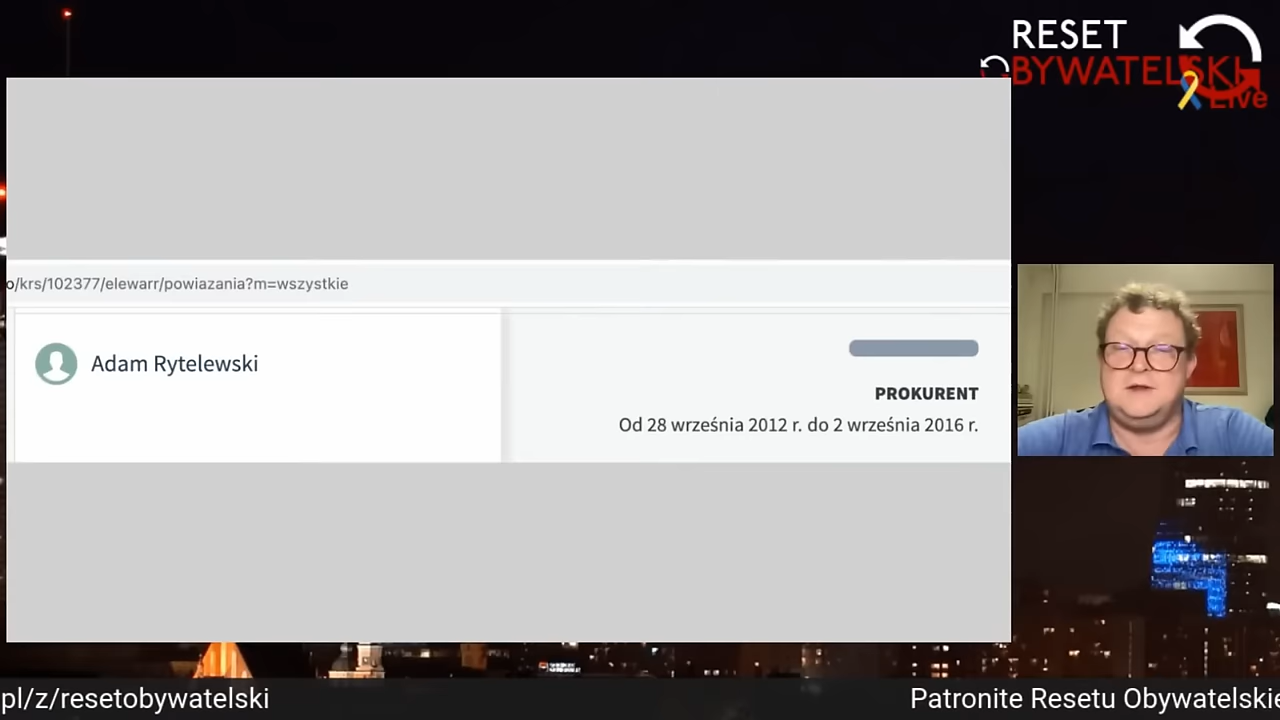 RESET
OBYWATELSKI
Live
o/krs/102377/elewarr/powiazania?m=wszystkie
Adam Rytelewski
PROKURENT
Od 28 września 2012 r. do 2 września 2016 r.
pl/z/resetobywatelski
Patronite Resetu Obywatelskie